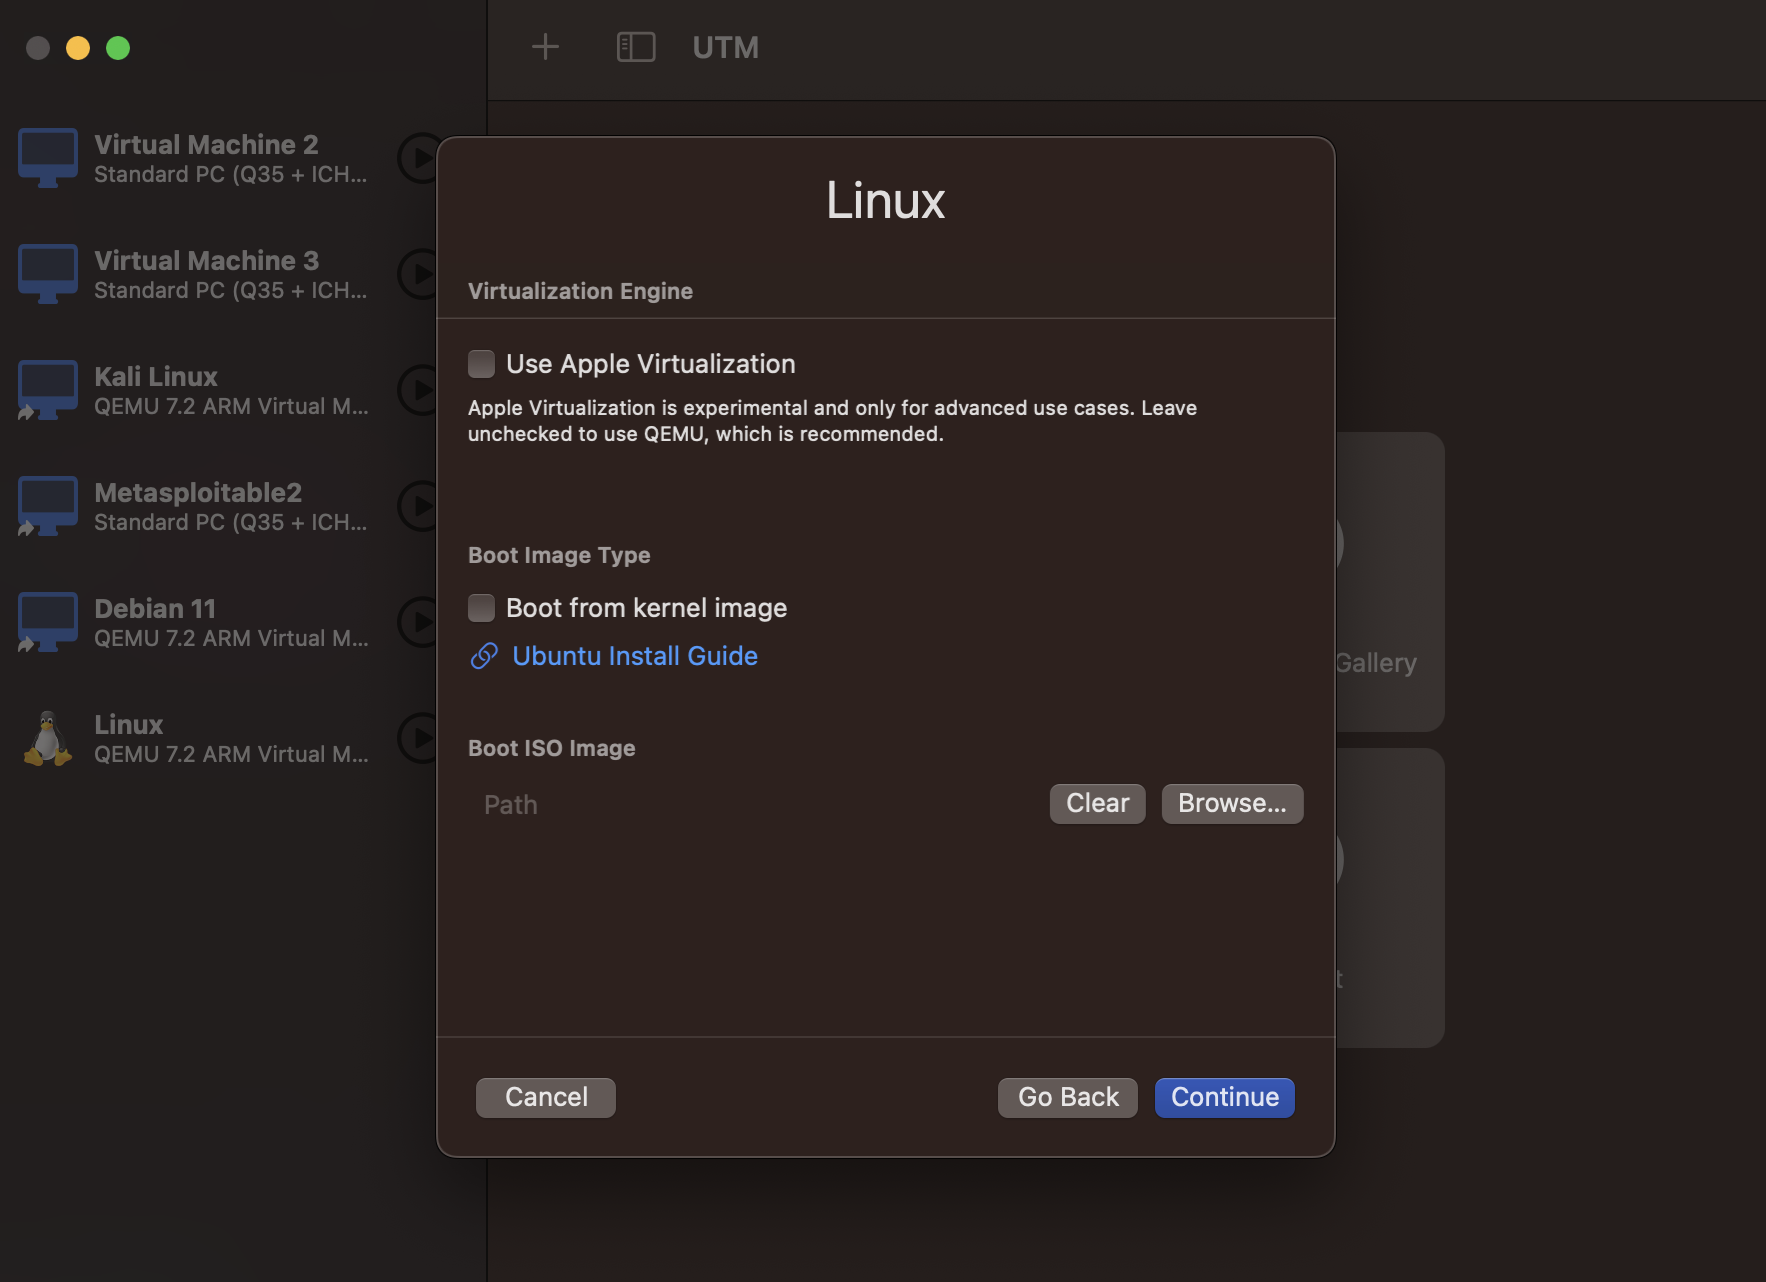 UTM
Virtual Machine 2
Standard PC (Q35 + ICH...
Virtual Machine 3
Standard PC (Q35 + ICH...
Kali Linux
QEMU 7.2 ARM Virtual M...
Metasploitable2
Standard PC (Q35 + ICH...
Debian 11
QEMU 7.2 ARM Virtual M...
Linux
QEMU 7.2 ARM Virtual M...
Linux
Virtualization Engine
Use Apple Virtualization
Apple Virtualization is experimental and only for advanced use cases. Leave
unchecked to use QEMU, which is recommended.
Boot Image Type
Boot from kernel image
Ubuntu Install Guide
Boot ISO Image
Path
Clear
Browse...
Cancel
Go Back
Continue
Gallery